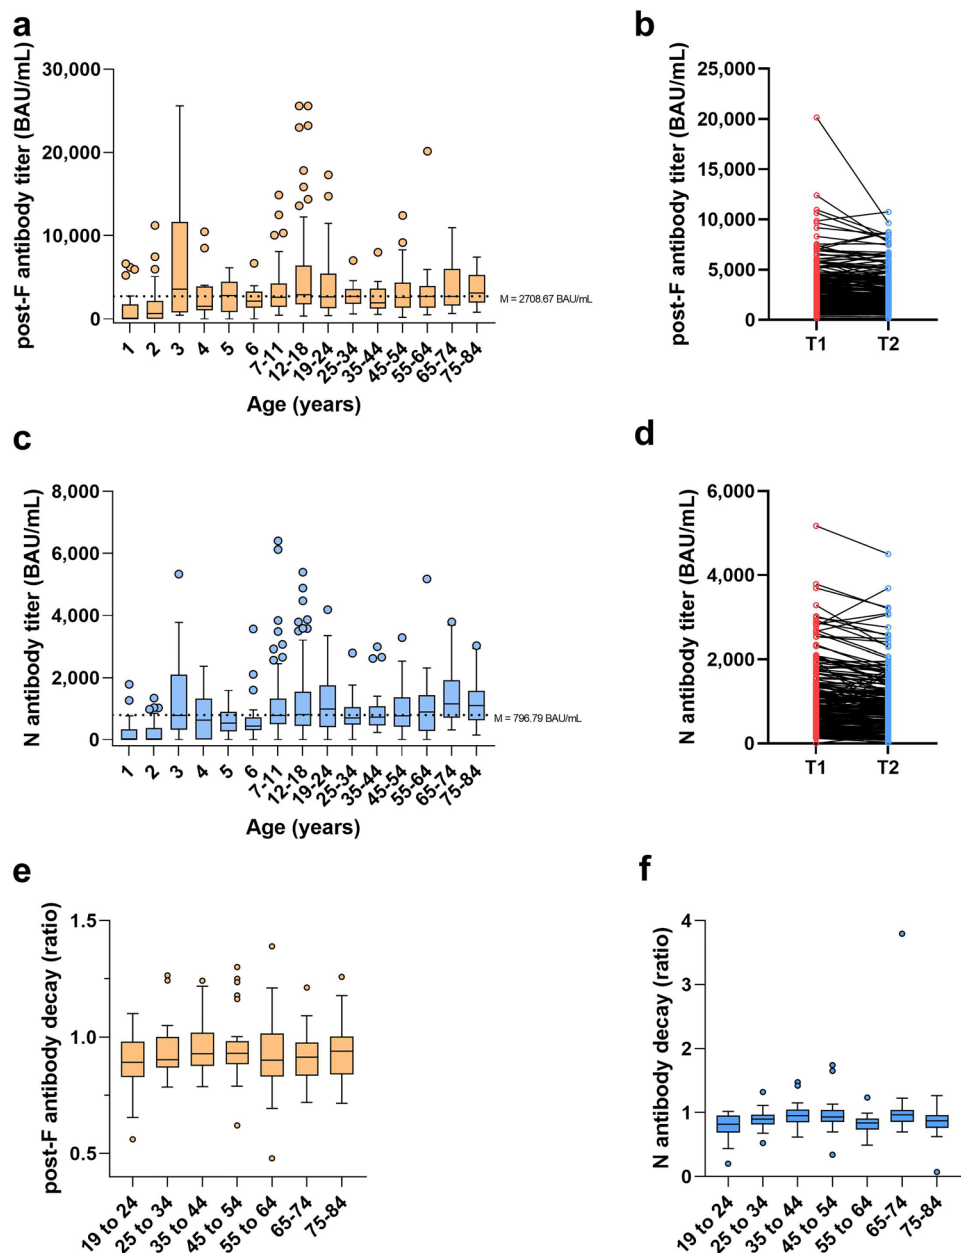 a
post-F antibody titer (BAU/mL)
30,000
20,000
10,000
0
M = 2708.67 BAU/mL
1
2
3
4
5
6
7-11
12-18
19-24
25-34
35-44
45-54
55-64
65-74
75-84
Age (years)
b
post-F antibody titer (BAU/mL)
25,000
20,000
15,000
10,000
5,000
0
T1
T2
c
N antibody titer (BAU/mL)
8,000
6,000
4,000
2,000
0
M = 796.79 BAU/mL
1
2
3
4
5
6
7-11
12-18
19-24
25-34
35-44
45-54
55-64
65-74
75-84
Age (years)
d
N antibody titer (BAU/mL)
6,000
4,000
2,000
0
T1
T2
e
post-F antibody decay (ratio)
1.5
1.0
0.5
19 to 24
25 to 34
35 to 44
45 to 54
55 to 64
65-74
75-84
f
N antibody decay (ratio)
4
3
2
1
0
19 to 24
25 to 34
35 to 44
45 to 54
55 to 64
65-74
75-84